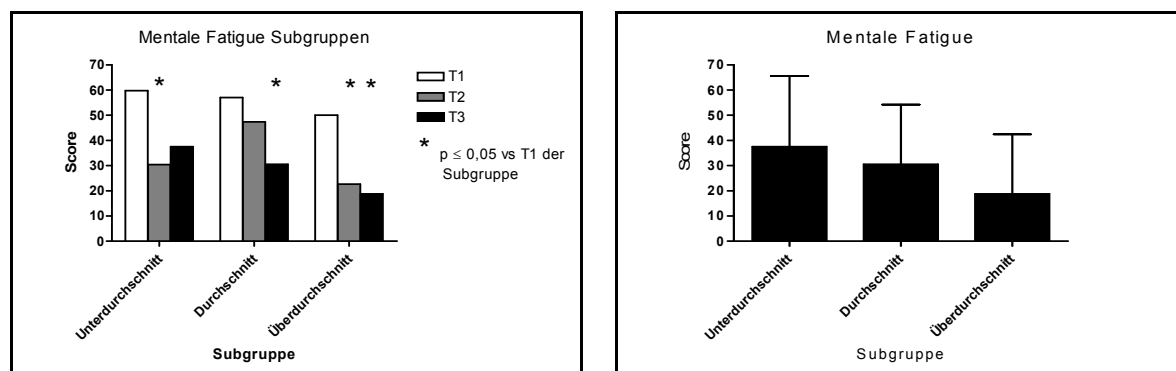 Mentale Fatigue Subgruppen
70
60
50
40
30
20
10
0
Score
* * * *
Unterdurchschnitt
Durchschnitt
Überdurchschnitt
Subgruppe
T1
T2
T3
* p ≤ 0,05 vs T1 der
Subgruppe
Mentale Fatigue
70
60
50
40
30
20
10
0
Score
Unterdurchschnitt
Durchschnitt
Überdurchschnitt
Subgruppe